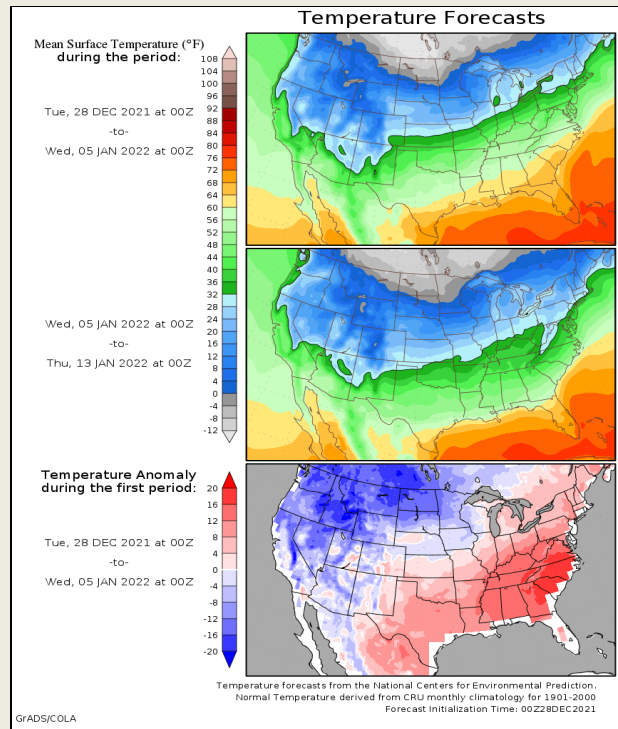 Temperature Forecasts
Mean Surface Temperature (°F)
during the period:
Tue, 28 DEC 2021 at 00Z
-to-
Wed, 05 JAN 2022 at 00Z
108
104
100
96
92
88
84
80
76
72
68
64
60
56
52
48
44
40
36
32
28
24
20
16
12
8
4
0
-4
-8
-12
Wed, 05 JAN 2022 at 00Z
-to-
Thu, 13 JAN 2022 at 00Z
Temperature Anomaly
during the first period:
Tue, 28 DEC 2021 at 00Z
-to-
Wed, 05 JAN 2022 at 00Z
20
16
12
8
4
0
-4
-8
-12
-16
-20
Temperature forecasts from the National Centers for Environmental Prediction.
Normal Temperature derived from CRU monthly climatology for 1901-2000
Forecast Initialization Time: 00Z28DEC2021
GrADS/COLA